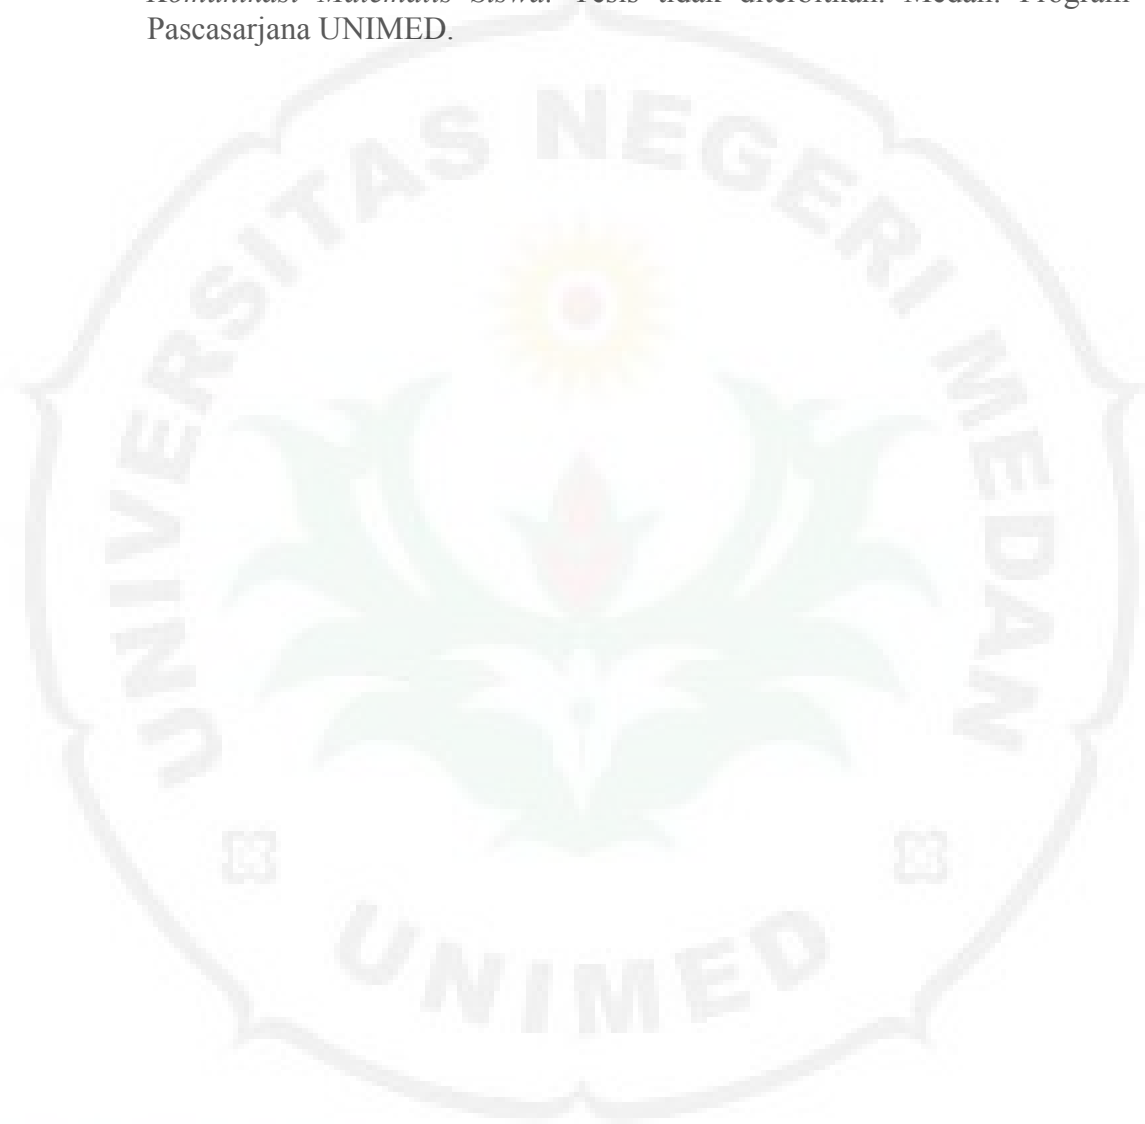 Komunikasi Matematis Siswa. Tesis tidak diterbitkan. Medan: Program
Pascasarjana UNIMED.
UNIVERSITAS NEGERI MEDAN
UNIMED